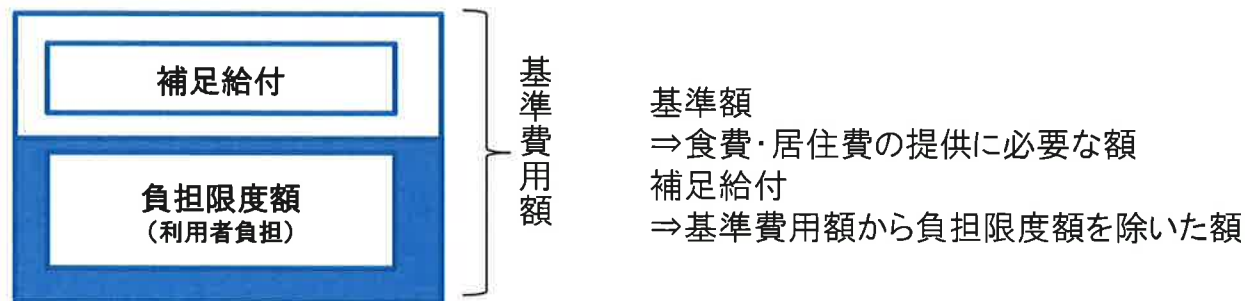 補足給付
負担限度額
（利用者負担）
基準費用額
基準額
⇒食費・居住費の提供に必要な額
補足給付
⇒基準費用額から負担限度額を除いた額